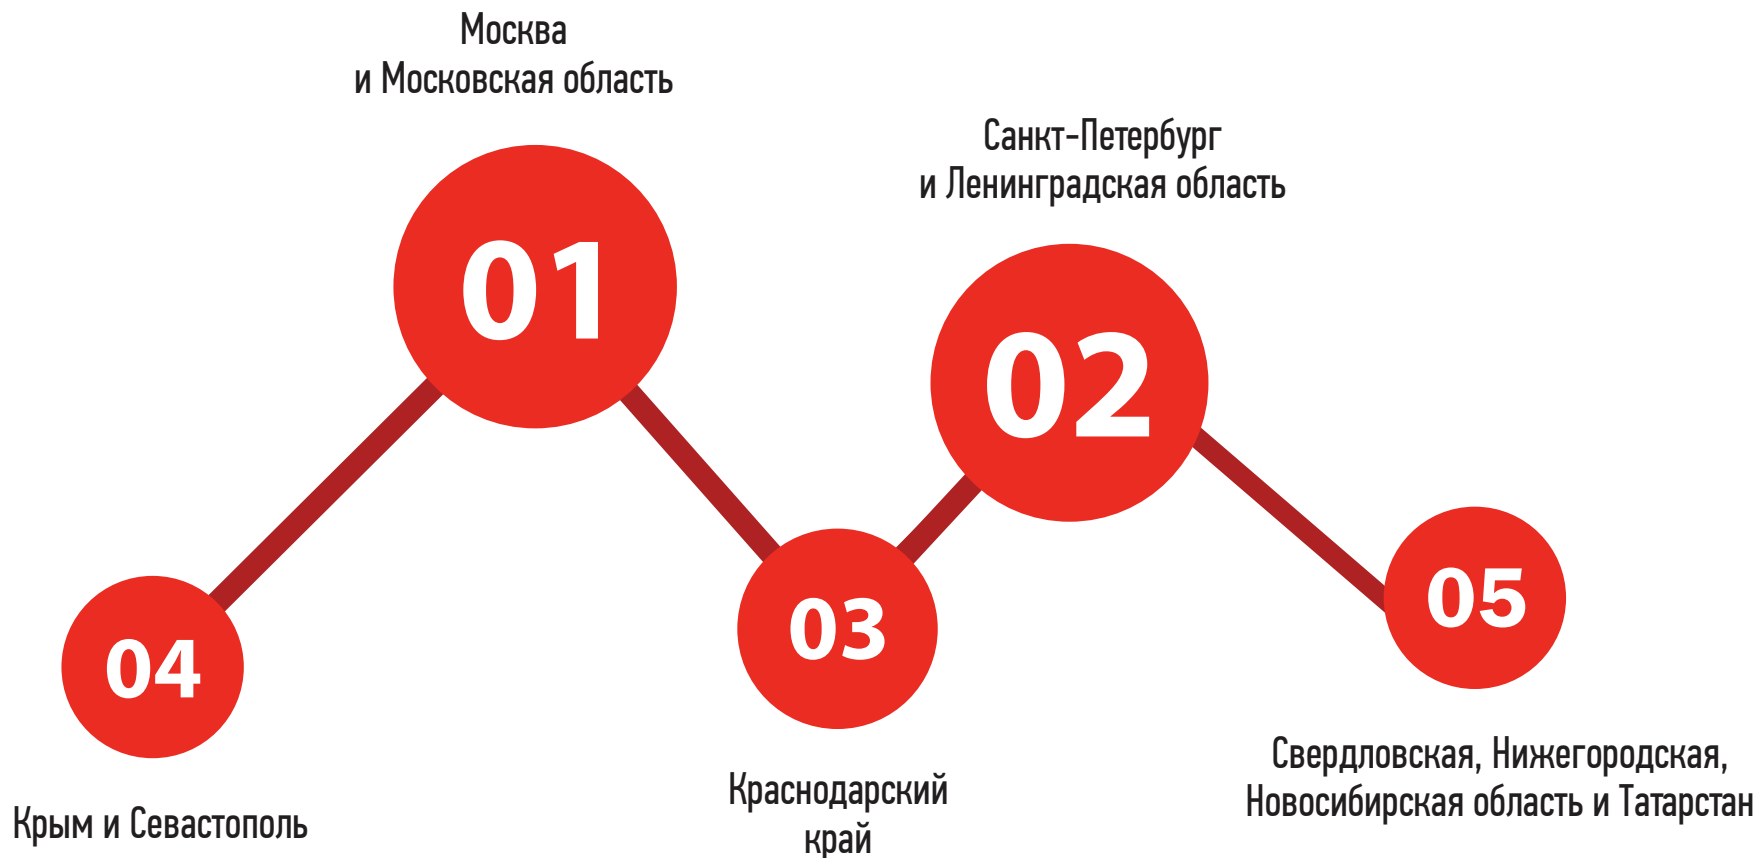 Москва
и Московская область
01
Санкт-Петербург
и Ленинградская область
02
03
Краснодарский
край
04
Крым и Севастополь
05
Свердловская, Нижегородская,
Новосибирская область и Татарстан